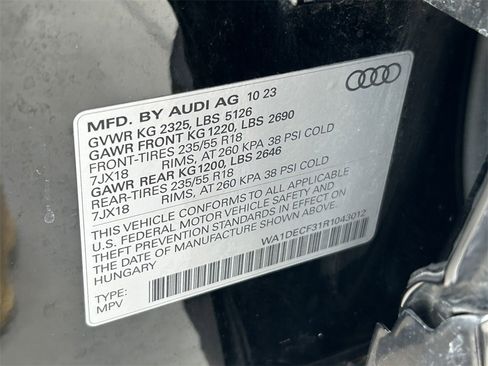 MFD. BY AUDI AG 10 23
GVWR KG 2325, LBS 5126
GAWR FRONT KG 1220, LBS 2690
FRONT-TIRES 235/55 R18
7JX18 RIMS, AT 260 KPA 38 PSI COLD
GAWR REAR KG1200, LBS 2646
REAR-TIRES 235/55 R18
7JX18 RIMS, AT 260 KPA 38 PSI COLD
THIS VEHICLE CONFORMS TO ALL APPLICABLE
U.S. FEDERAL MOTOR VEHICLE SAFETY AND
THEFT PREVENTION STANDARDS IN EFFECT ON
THE DATE OF MANUFACTURE SHOWN ABOVE.
HUNGARY
WA1DECF31R1043012
TYPE:
MPV